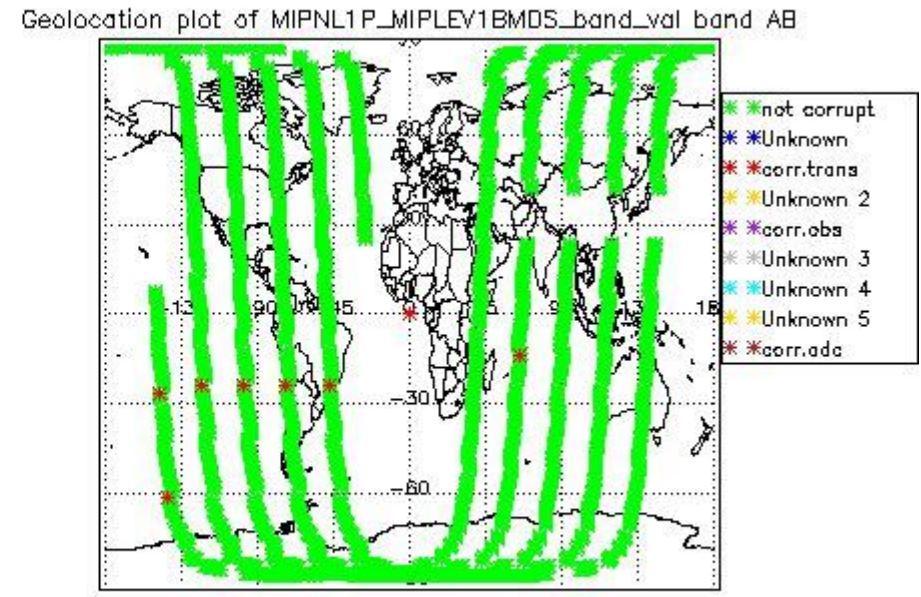 Geolocation plot of MIPNL1P_MIPLEV1BMDS_band_val band AB
not corrupt
Unknown
corr.trans
Unknown 2
corr.obs
Unknown 3
Unknown 4
Unknown 5
corr.adc
60
-30
-60